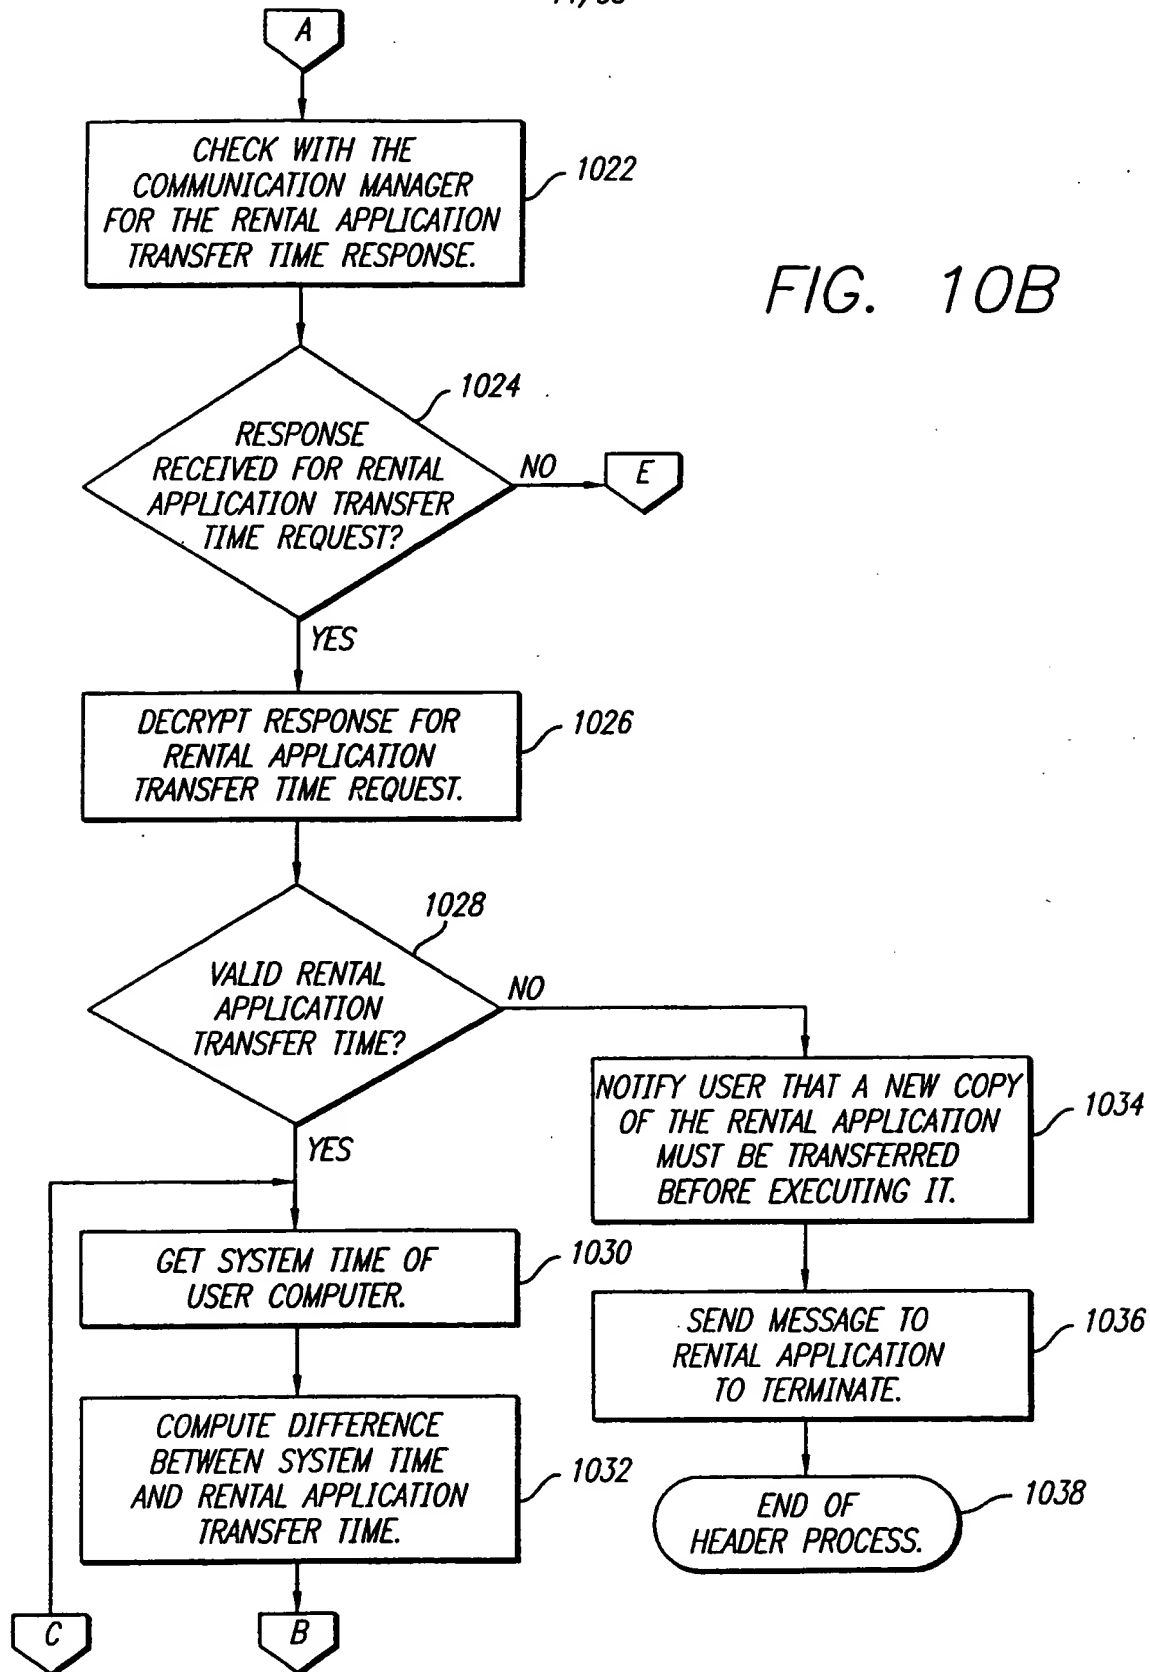 A
CHECK WITH THE
COMMUNICATION MANAGER
FOR THE RENTAL APPLICATION
TRANSFER TIME RESPONSE.
1022
FIG. 10B
1024
RESPONSE
RECEIVED FOR RENTAL
APPLICATION TRANSFER
TIME REQUEST?
NO
E
YES
DECRYPT RESPONSE FOR
RENTAL APPLICATION
TRANSFER TIME REQUEST.
1026
1028
VALID RENTAL
APPLICATION
TRANSFER TIME?
NO
YES
NOTIFY USER THAT A NEW COPY
OF THE RENTAL APPLICATION
MUST BE TRANSFERRED
BEFORE EXECUTING IT.
1034
GET SYSTEM TIME OF
USER COMPUTER.
1030
SEND MESSAGE TO
RENTAL APPLICATION
TO TERMINATE.
1036
COMPUTE DIFFERENCE
BETWEEN SYSTEM TIME
AND RENTAL APPLICATION
TRANSFER TIME.
1032
END OF
HEADER PROCESS.
1038
C
B